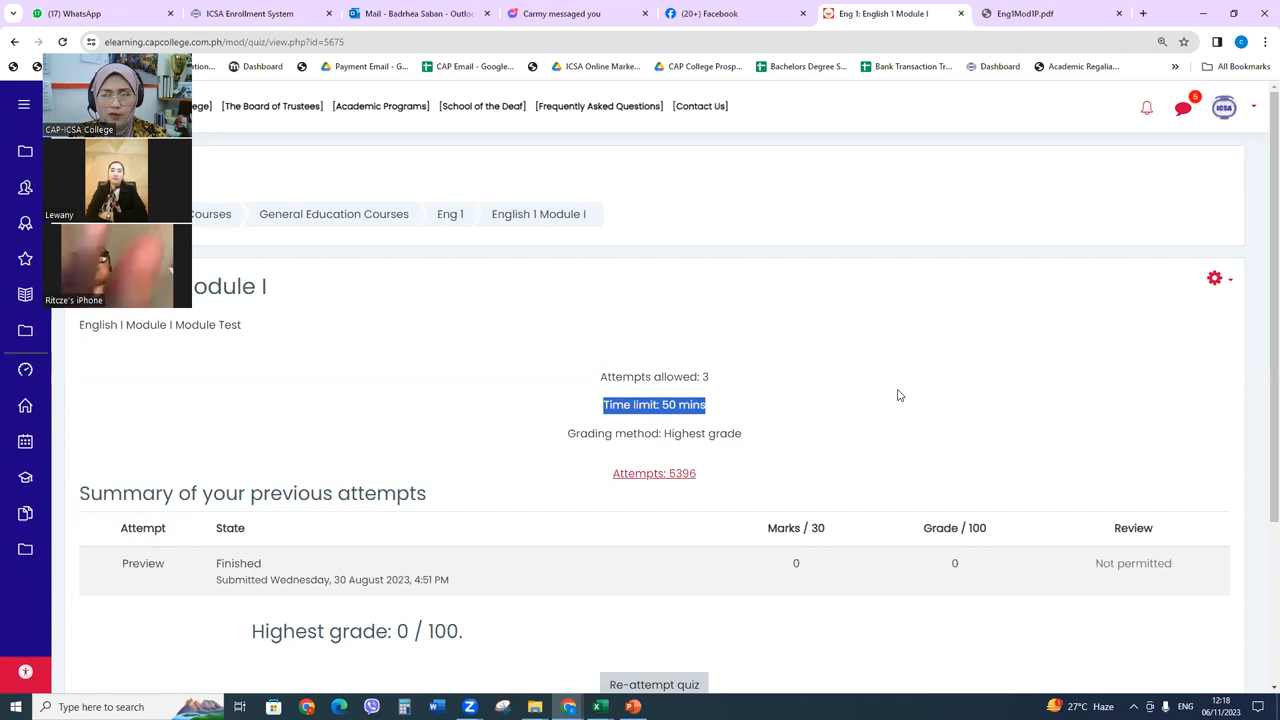 ICSA Enrollment Form
Mail - Badrhea Saban - Outlo
Carmy messaged you
(20+) Facebook
Eng 1: English 1 Module I
Eng1Mod1P.pdf
elearning.capcollege.com.ph/mod/quiz/view.php?id=5675
tion...
Dashboard
Payment Email - G...
CAP Email - Google...
ICSA Online Marke...
CAP College Prosp...
Bachelors Degree S...
Bank Transaction Tr...
Dashboard
Academic Regalia...
All Bookmarks
ege] [The Board of Trustees] [Academic Programs] [School of the Deaf] [Frequently Asked Questions] [Contact Us]
6
ICSA
CAP-ICSA College
Lewany
Ritcze's iPhone
Courses
General Education Courses
Eng 1
English 1 Module I
odule I
English I Module I Module Test
Attempts allowed: 3
Time limit: 50 mins
Grading method: Highest grade
Attempts: 5396
Summary of your previous attempts
Attempt State Marks / 30 Grade / 100 Review
Preview Finished 0 0 Not permitted
Submitted Wednesday, 30 August 2023, 4:51 PM
Highest grade: 0 / 100.
Re-attempt quiz
Type here to search
27°C Haze
ENG
12:18
06/11/2023